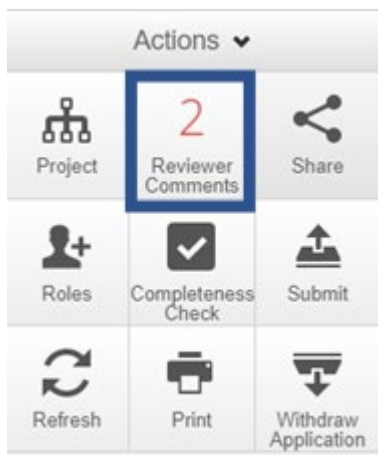 Actions
Project
2
Reviewer
Comments
Share
Roles
Completeness
Check
Submit
Refresh
Print
Withdraw
Application